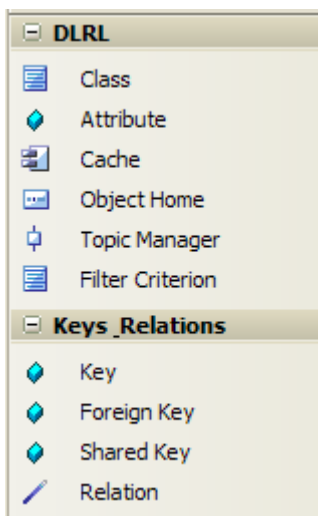 DLRL
Class
Attribute
Cache
Object Home
Topic Manager
Filter Criterion
Keys_Relations
Key
Foreign Key
Shared Key
Relation